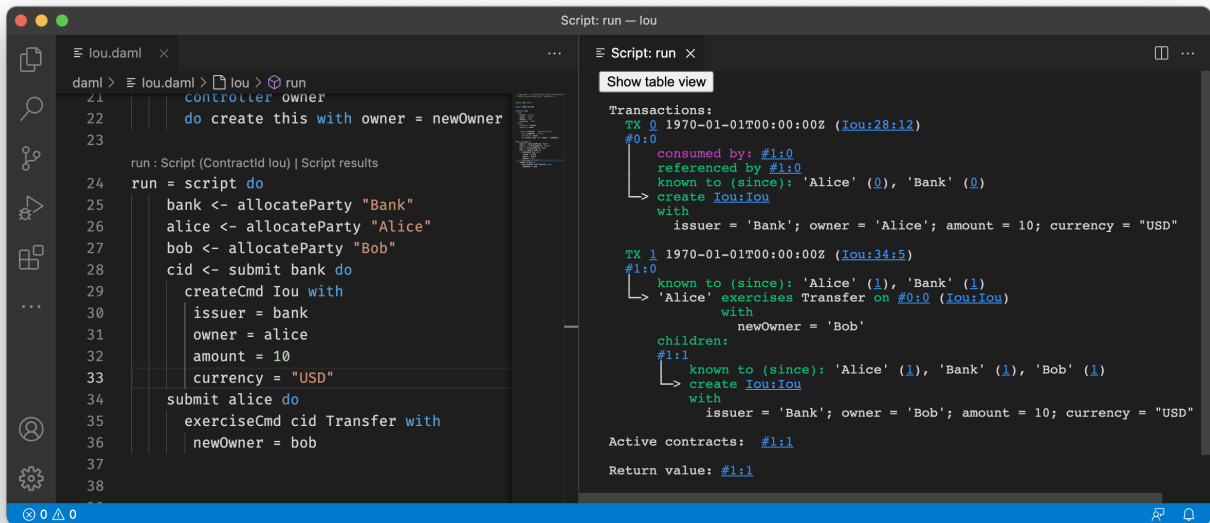 Script: run — Iou
Iou.daml
daml > Iou.daml > Iou > run
21 controller owner
22 do create this with owner = newOwner
23
run : Script (ContractId Iou) | Script results
24 run = script do
25 bank <- allocateParty "Bank"
26 alice <- allocateParty "Alice"
27 bob <- allocateParty "Bob"
28 cid <- submit bank do
29 createCmd Iou with
30 issuer = bank
31 owner = alice
32 amount = 10
33 currency = "USD"
34 submit alice do
35 exerciseCmd cid Transfer with
36 newOwner = bob
37
38
Script: run
Show table view
Transactions:
TX 0 1970-01-01T00:00:00Z (Iou:28:12)
#0:0
consumed by: #1:0
referenced by #1:0
known to (since): 'Alice' (0), 'Bank' (0)
create Iou:Iou
with
issuer = 'Bank'; owner = 'Alice'; amount = 10; currency = "USD"
TX 1 1970-01-01T00:00:00Z (Iou:34:5)
#1:0
known to (since): 'Alice' (1), 'Bank' (1)
'Alice' exercises Transfer on #0:0 (Iou:Iou)
with
newOwner = 'Bob'
children:
#1:1
known to (since): 'Alice' (1), 'Bank' (1), 'Bob' (1)
create Iou:Iou
with
issuer = 'Bank'; owner = 'Bob'; amount = 10; currency = "USD"
Active contracts: #1:1
Return value: #1:1
0 0